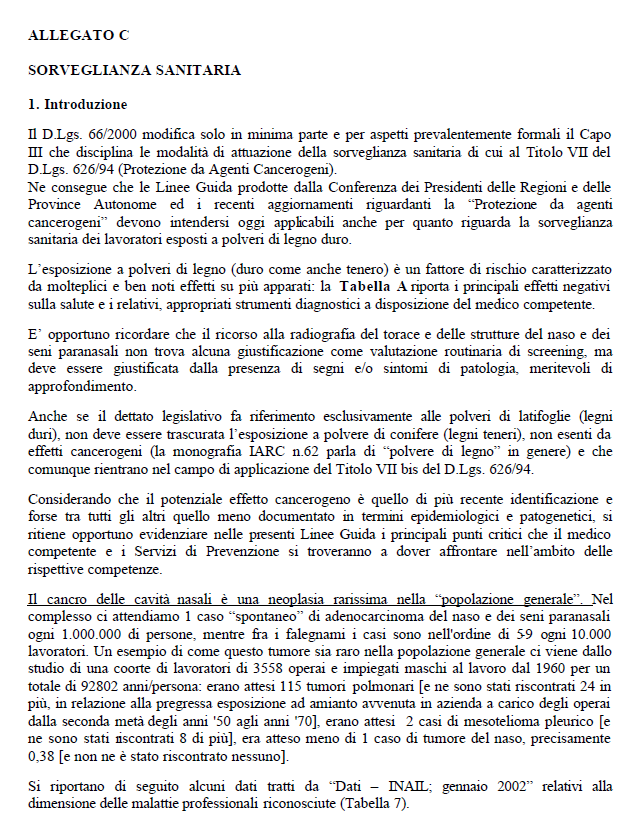 ALLEGATO C
SORVEGLIANZA SANITARIA
1. Introduzione
Il D.Lgs. 66/2000 modifica solo in minima parte e per aspetti prevalentemente formali il Capo
III che disciplina le modalità di attuazione della sorveglianza sanitaria di cui al Titolo VII del
D.Lgs. 626/94 (Protezione da Agenti Cancerogeni).
Ne consegue che le Linee Guida prodotte dalla Conferenza dei Presidenti delle Regioni e delle
Province Autonome ed i recenti aggiornamenti riguardanti la “Protezione da agenti
cancerogeni” devono intendersi oggi applicabili anche per quanto riguarda la sorveglianza
sanitaria dei lavoratori esposti a polveri di legno duro.
L’esposizione a polveri di legno (duro come anche tenero) è un fattore di rischio caratterizzato
da molteplici e ben noti effetti su più apparati: la Tabella A riporta i principali effetti negativi
sulla salute e i relativi, appropriati strumenti diagnostici a disposizione del medico competente.
E’ opportuno ricordare che il ricorso alla radiografia del torace e delle strutture del naso e dei
seni paranasali non trova alcuna giustificazione come valutazione routinaria di screening, ma
deve essere giustificata dalla presenza di segni e/o sintomi di patologia, meritevoli di
approfondimento.
Anche se il dettato legislativo fa riferimento esclusivamente alle polveri di latifoglie (legni
duri), non deve essere trascurata l’esposizione a polvere di conifere (legni teneri), non esenti da
effetti cancerogeni (la monografia IARC n.62 parla di “polvere di legno” in genere) e che
comunque rientrano nel campo di applicazione del Titolo VII bis del D.Lgs. 626/94.
Considerando che il potenziale effetto cancerogeno è quello di più recente identificazione e
forse tra tutti gli altri quello meno documentato in termini epidemiologici e patogenetici, si
ritiene opportuno evidenziare nelle presenti Linee Guida i principali punti critici che il medico
competente e i Servizi di Prevenzione si troveranno a dover affrontare nell’ambito delle
rispettive competenze.
Il cancro delle cavità nasali è una neoplasia rarissima nella “popolazione generale”. Nel
complesso ci attendiamo 1 caso “spontaneo” di adenocarcinoma del naso e dei seni paranasali
ogni 1.000.000 di persone, mentre fra i falegnami i casi sono nell'ordine di 5-9 ogni 10.000
lavoratori. Un esempio di come questo tumore sia raro nella popolazione generale ci viene dallo
studio di una coorte di lavoratori di 3558 operai e impiegati maschi al lavoro dal 1960 per un
totale di 92802 anni/persona: erano attesi 115 tumori polmonari [e ne sono stati riscontrati 24 in
più, in relazione alla pregressa esposizione ad amianto avvenuta in azienda a carico degli operai
dalla seconda metà degli anni '50 agli anni '70], erano attesi 2 casi di mesotelioma pleurico [e
ne sono stati riscontrati 8 di più], era atteso meno di 1 caso di tumore del naso, precisamente
0,38 [e non ne è stato riscontrato nessuno].
Si riportano di seguito alcuni dati tratti da “Dati – INAIL; gennaio 2002” relativi alla
dimensione delle malattie professionali riconosciute (Tabella 7).